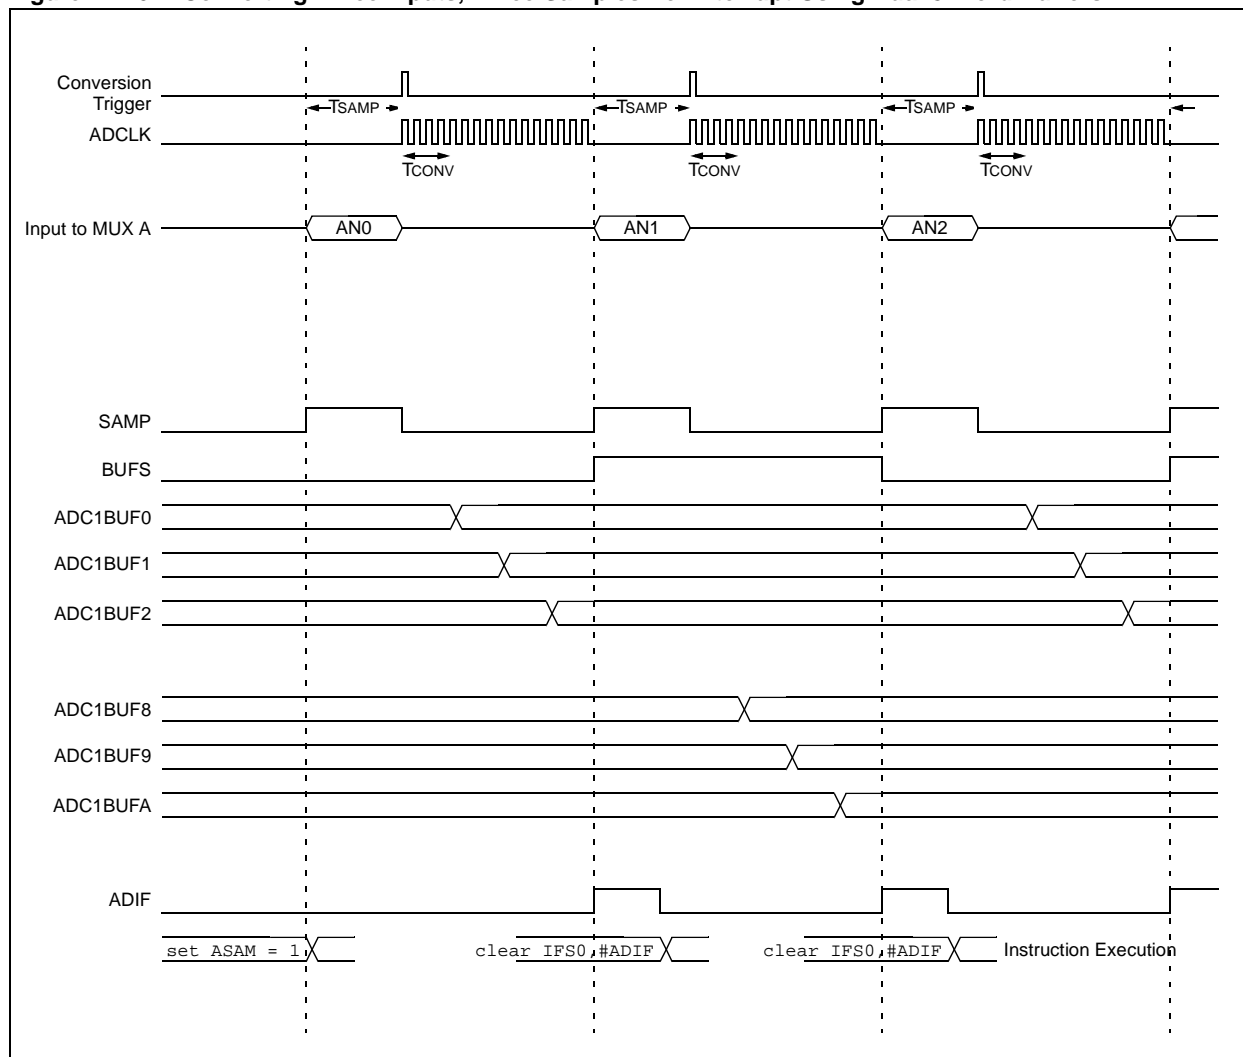 Conversion
Trigger
TSAMP
TSAMP
TSAMP
ADCLK
TCONV
TCONV
TCONV
Input to MUX A
AN0
AN1
AN2
SAMP
BUFS
ADC1BUF0
ADC1BUF1
ADC1BUF2
ADC1BUF8
ADC1BUF9
ADC1BUFA
ADIF
set ASAM = 1
clear IFS0,#ADIF
clear IFS0,#ADIF
Instruction Execution